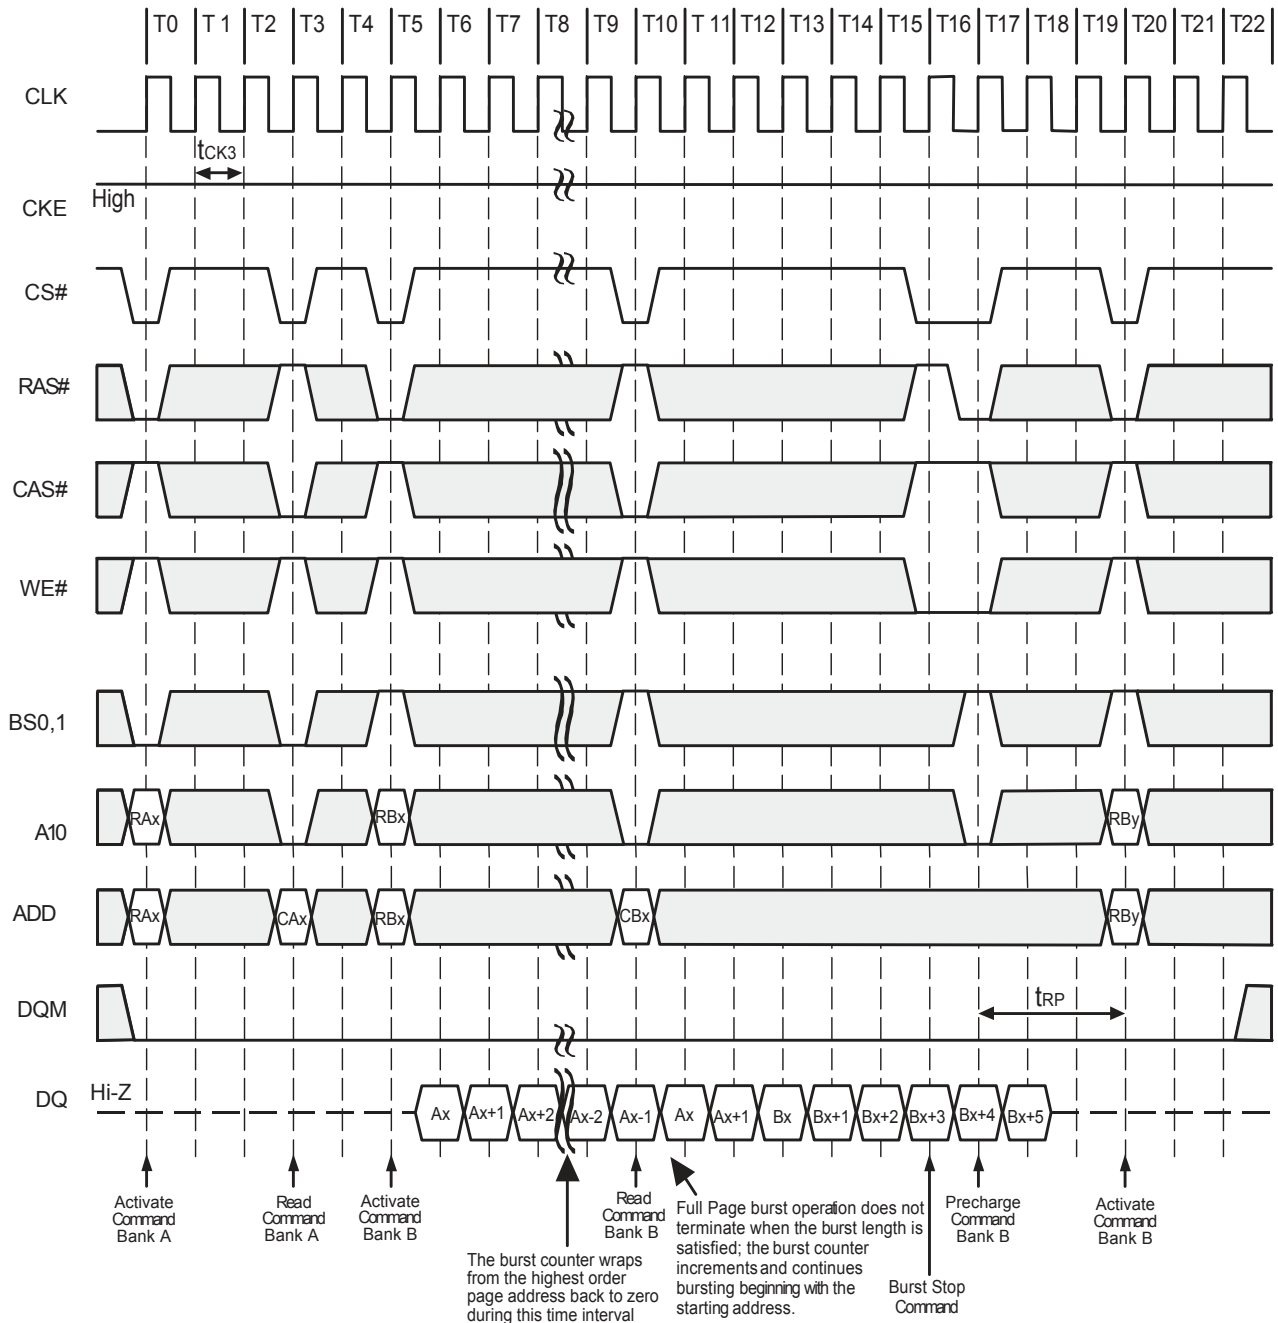 T0 T1 T2 T3 T4 T5 T6 T7 T8 T9 T10 T11 T12 T13 T14 T15 T16 T17 T18 T19 T20 T21 T22
CLK
tCK3
High
CKE
CS#
RAS#
CAS#
WE#
BS0,1
RAx RBx RBy
A10
RAx CAx RBx CBx RBy
ADD
DQM
tRP
Hi-Z
DQ
Ax Ax+1 Ax+2 Ax-2 Ax-1 Ax Ax+1 Bx Bx+1 Bx+2 Bx+3 Bx+4 Bx+5
Activate
Command
Bank A
Read
Command
Bank A
Activate
Command
Bank B
The burst counter wraps
from the highest order
page address back to zero
during this time interval
Read
Command
Bank B
Full Page burst operation does not
terminate when the burst length is
satisfied; the burst counter
increments and continues
bursting beginning with the
starting address.
Burst Stop
Command
Precharge
Command
Bank B
Activate
Command
Bank B